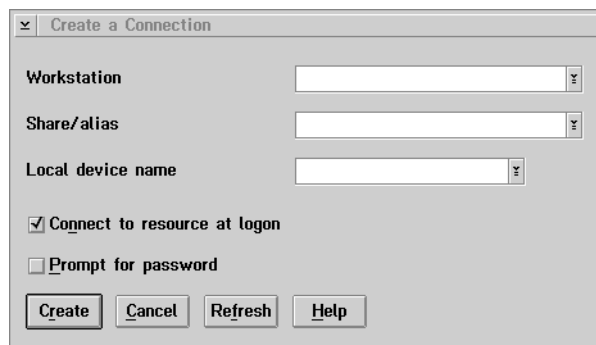 Create a Connection
Workstation
Share/alias
Local device name
Connect to resource at logon
Prompt for password
Create Cancel Refresh Help